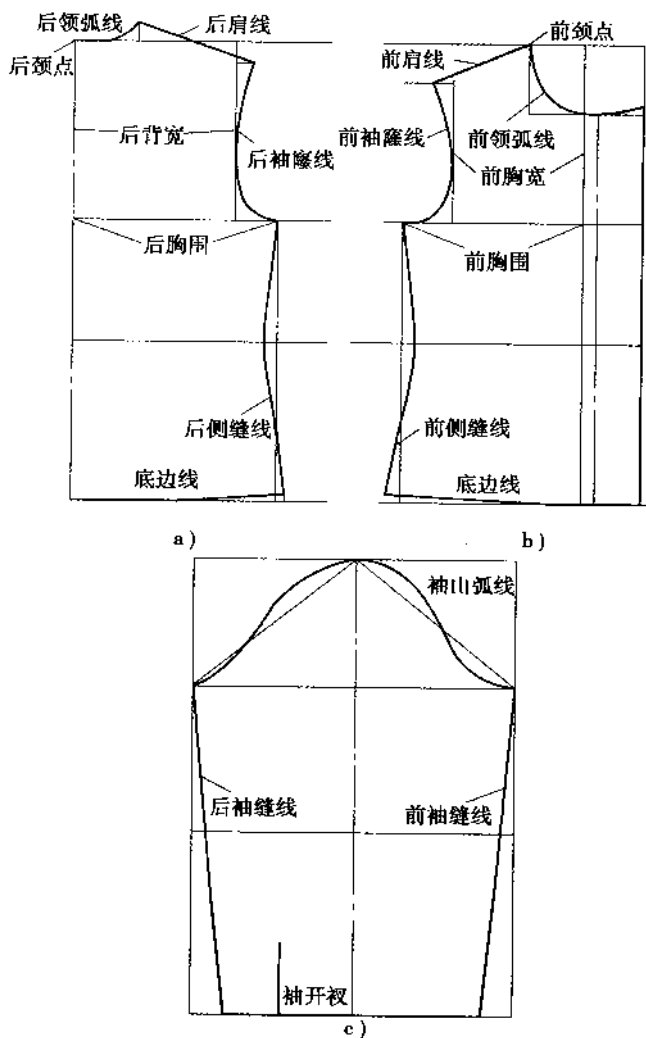 后领弧线
后肩线
前颈点
后颈点
前肩线
后背宽
后袖窿线
前袖窿线
前领弧线
前胸宽
后胸围
前胸围
后侧缝线
前侧缝线
底边线
底边线
a)
b)
袖山弧线
后袖缝线
前袖缝线
袖开衩
c)